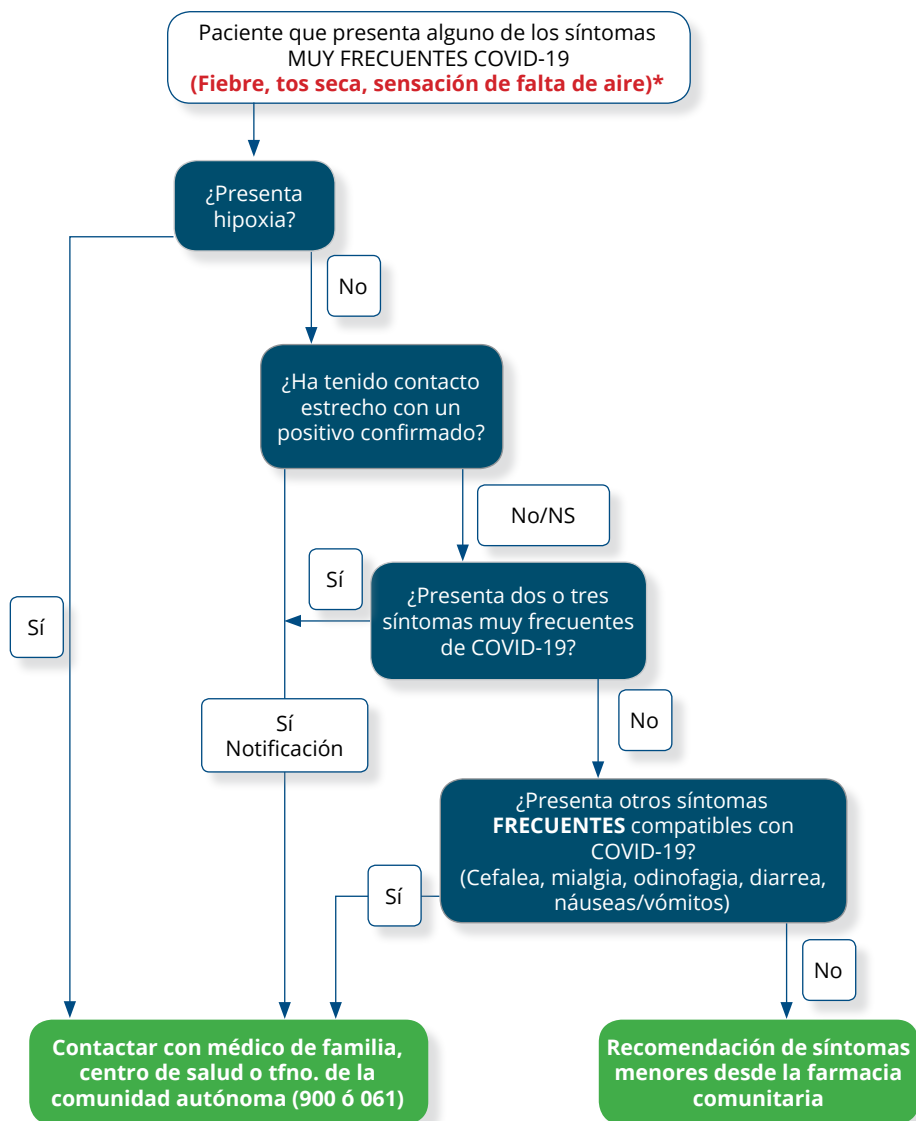 Paciente que presenta alguno de los síntomas
MUY FRECUENTES COVID-19
(Fiebre, tos seca, sensación de falta de aire)*
¿Presenta
hipoxia?
No
¿Ha tenido contacto
estrecho con un
positivo confirmado?
No/NS
Sí
¿Presenta dos o tres
síntomas muy frecuentes
de COVID-19?
Sí
Sí
Notificación
No
¿Presenta otros síntomas
FRECUENTES compatibles con
COVID-19?
(Cefalea, mialgia, odinofagia, diarrea,
náuseas/vómitos)
Sí
No
Contactar con médico de familia,
centro de salud o tfno. de la
comunidad autónoma (900 ó 061)
Recomendación de síntomas
menores desde la farmacia
comunitaria